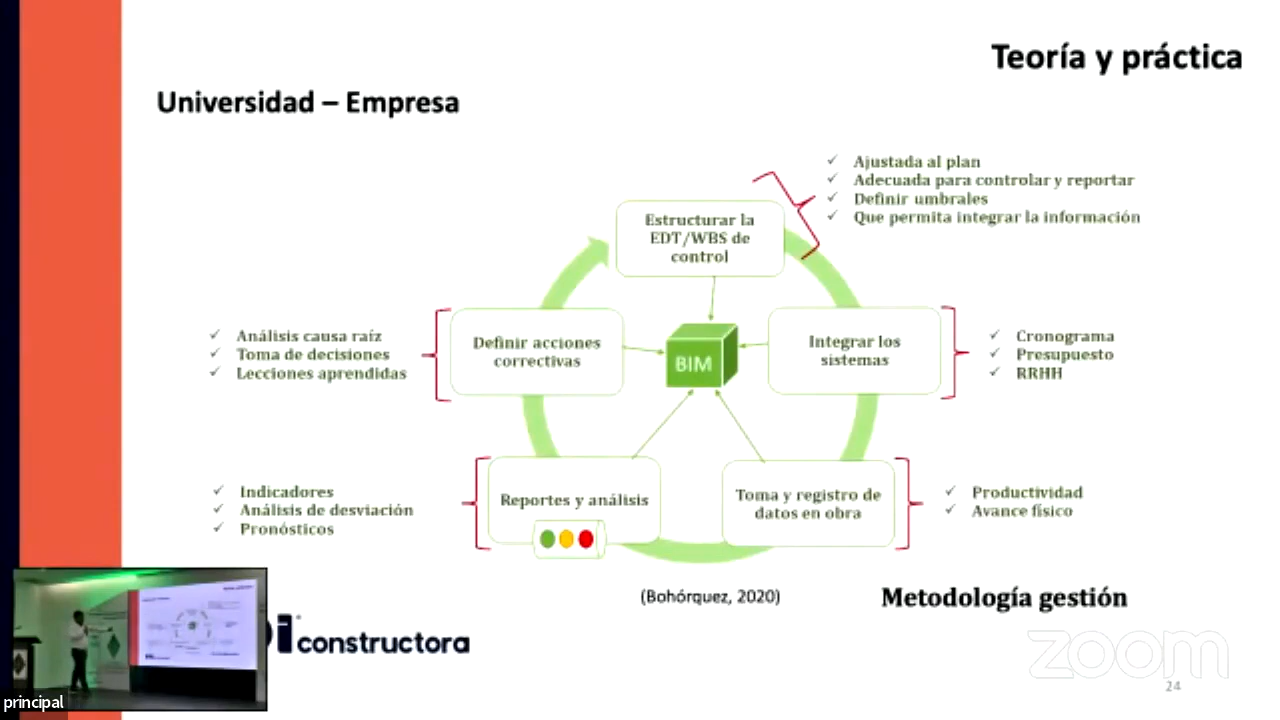 Teoría y práctica
Universidad – Empresa
Ajustada al plan
Adecuada para controlar y reportar
Definir umbrales
Que permita integrar la información
Estructurar la
EDT/WBS de
control
Análisis causa raíz
Toma de decisiones
Lecciones aprendidas
Definir acciones
correctivas
BIM
Integrar los
sistemas
Cronograma
Presupuesto
RRHH
Indicadores
Análisis de desviación
Pronósticos
Reportes y análisis
Toma y registro de
datos en obra
Productividad
Avance físico
(Bohórquez, 2020)
Metodología gestión
constructora
zoom
24
principal